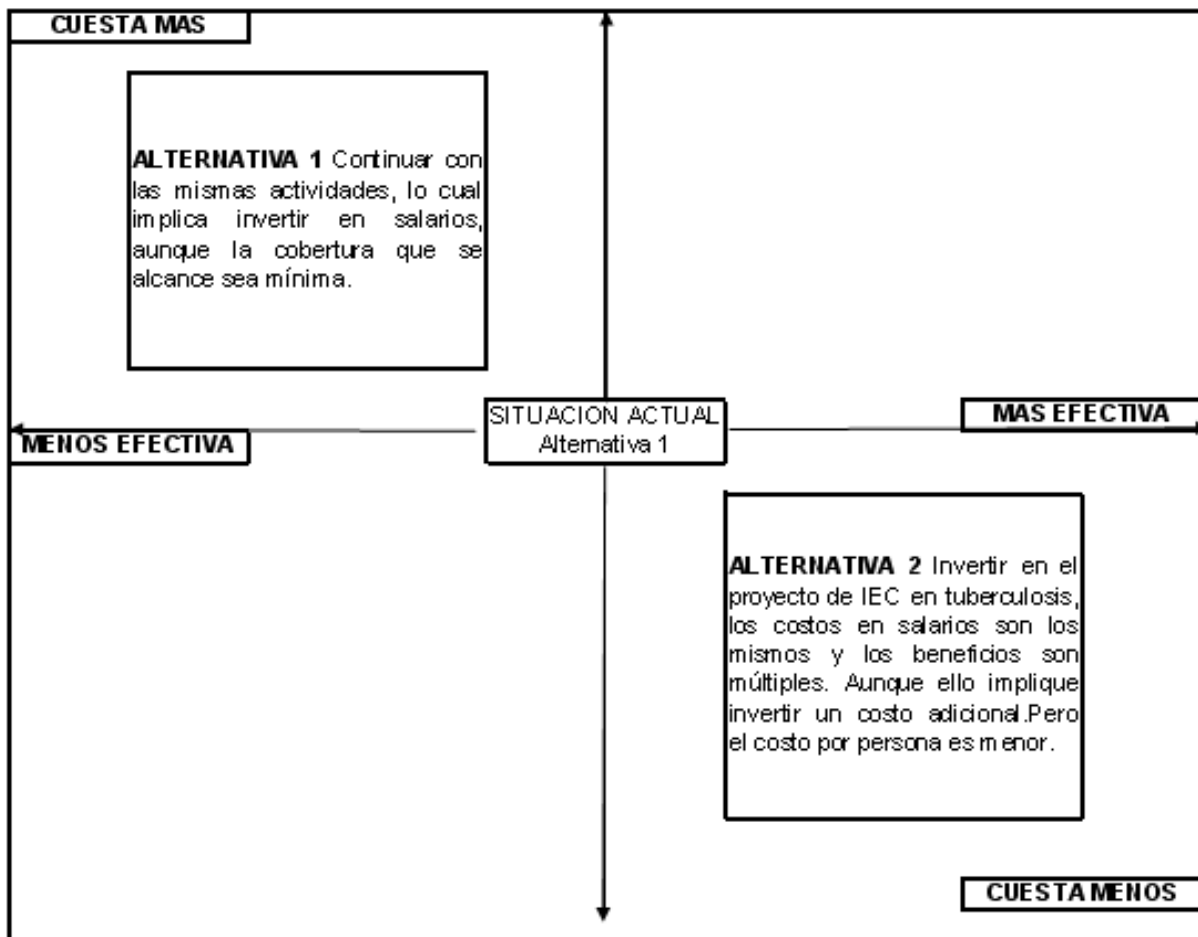 CUESTA MAS
ALTERNATIVA 1 Continuar con
las mismas actividades, lo cual
implica invertir en salarios,
aunque la cobertura que se
alcance sea mínima.
SITUACION ACTUAL
Alternativa 1
MAS EFECTIVA
MENOS EFECTIVA
ALTERNATIVA 2 Invertir en el
proyecto de IEC en tuberculosis,
los costos en salarios son los
mismos y los beneficios son
múltiples. Aunque ello implique
invertir un costo adicional.Pero
el costo por persona es menor.
CUESTA MENOS